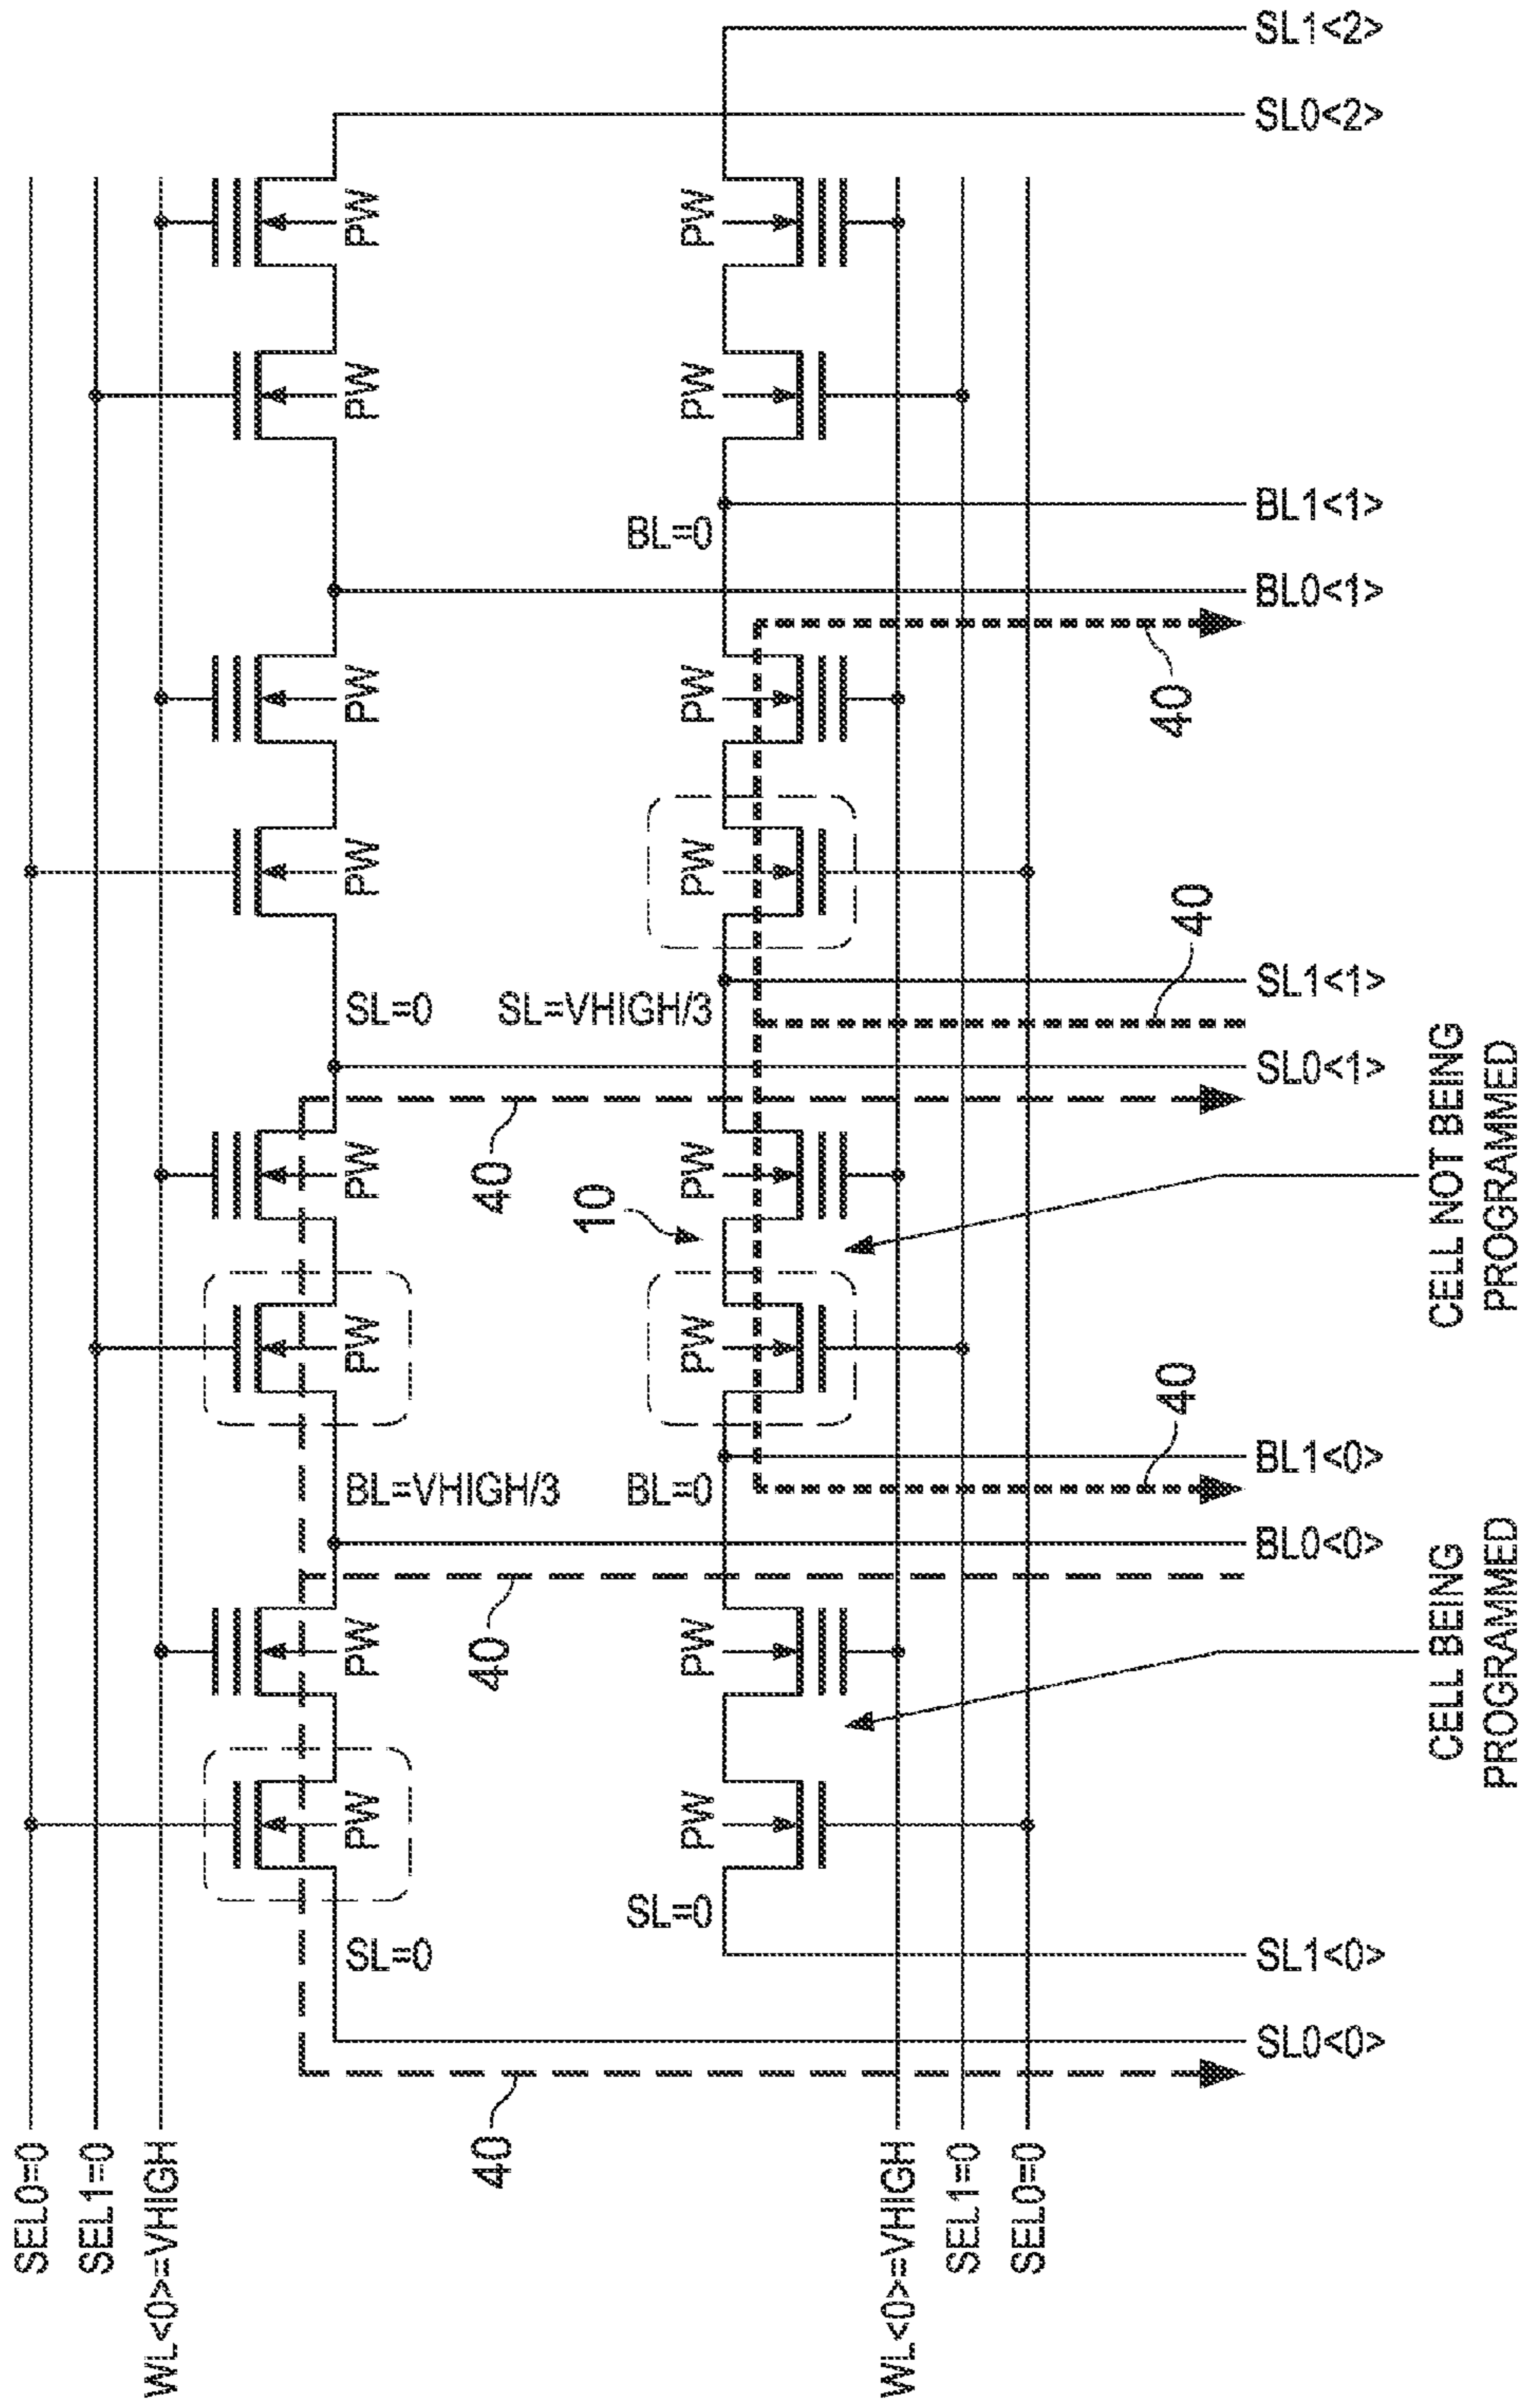 SL1<2>
SL0<2>
PW
PW
PW
PW
BL1<1>
BL=0
BL0<1>
PW
PW
40
PW
PW
40
SL1<1>
SL=0
SL=VHIGH/3
SL0<1>
PW
PW
40
10
CELL NOT BEING
PROGRAMMED
PW
PW
40
BL1<0>
BL=VHIGH/3
BL=0
BL0<0>
PW
PW
40
CELL BEING
PROGRAMMED
PW
PW
SL=0
SL=0
SL1<0>
SL0<0>
40
SEL0=0
SEL1=0
WL<0>=VHIGH
WL<0>=VHIGH
SEL1=0
SEL0=0